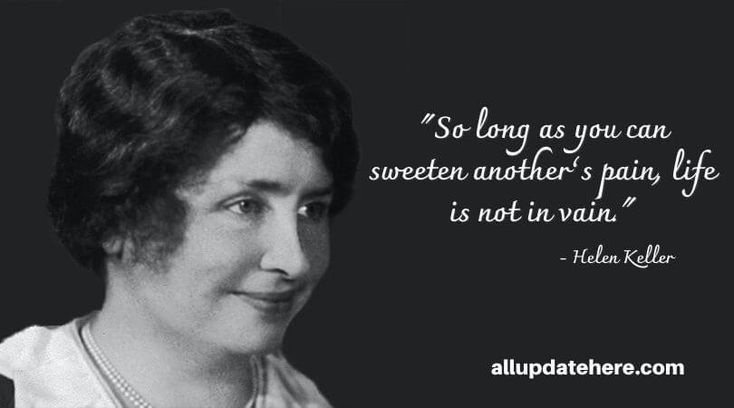 "So long as you can
sweeten another‘s pain, life
is not in vain."
- Helen Keller
allupdatehere.com